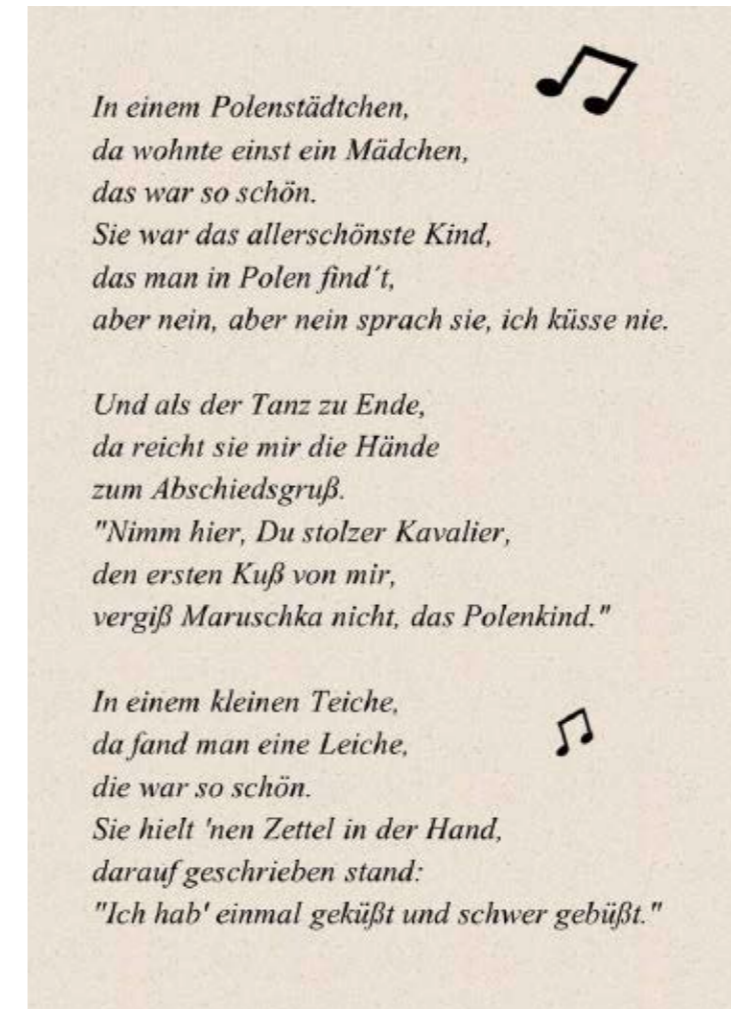 In einem Polenstädtchen,
da wohnte einst ein Mädchen,
das war so schön.
Sie war das allerschönste Kind,
das man in Polen find´t,
aber nein, aber nein sprach sie, ich küsse nie.
Und als der Tanz zu Ende,
da reicht sie mir die Hände
zum Abschiedsgruß.
"Nimm hier, Du stolzer Kavalier,
den ersten Kuß von mir,
vergiß Maruschka nicht, das Polenkind."
In einem kleinen Teiche,
da fand man eine Leiche,
die war so schön.
Sie hielt 'nen Zettel in der Hand,
darauf geschrieben stand:
"Ich hab' einmal geküßt und schwer gebüßt."